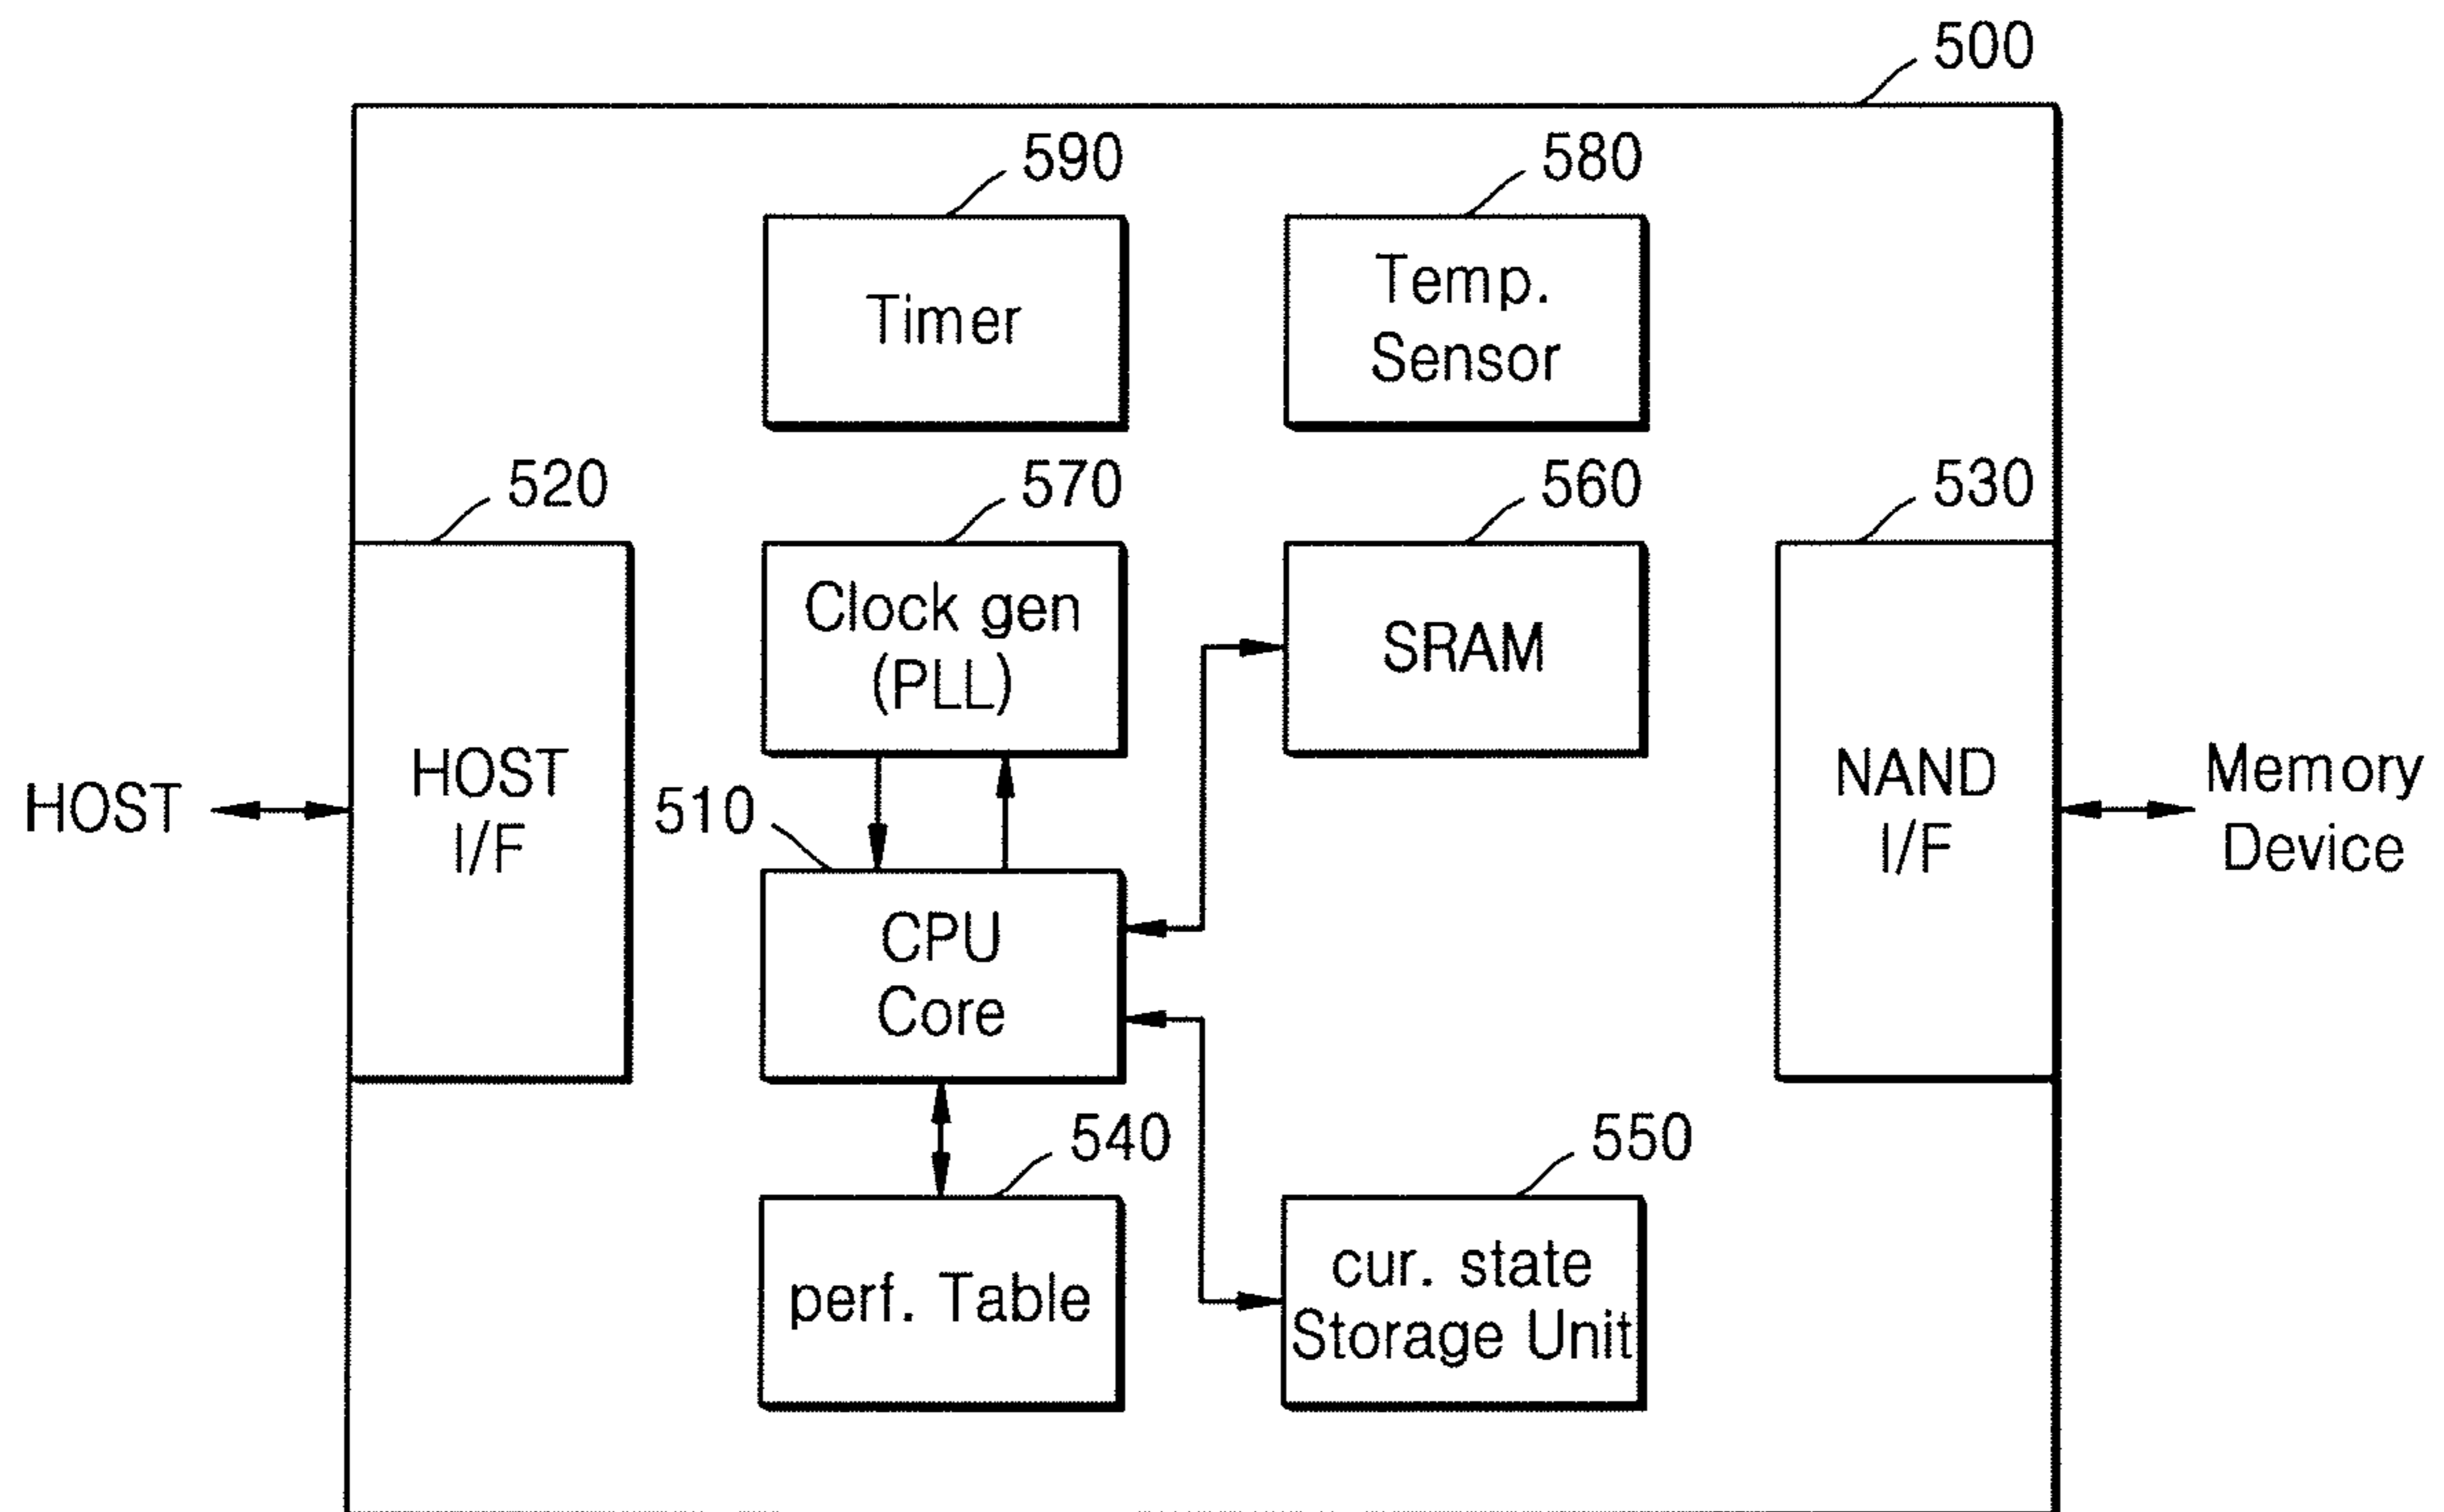 500
590
580
Timer
Temp.
Sensor
520
570
560
530
Clock gen
(PLL)
SRAM
HOST
HOST
I/F
510
NAND
I/F
Memory
Device
CPU
Core
540
550
perf. Table
cur. state
Storage Unit